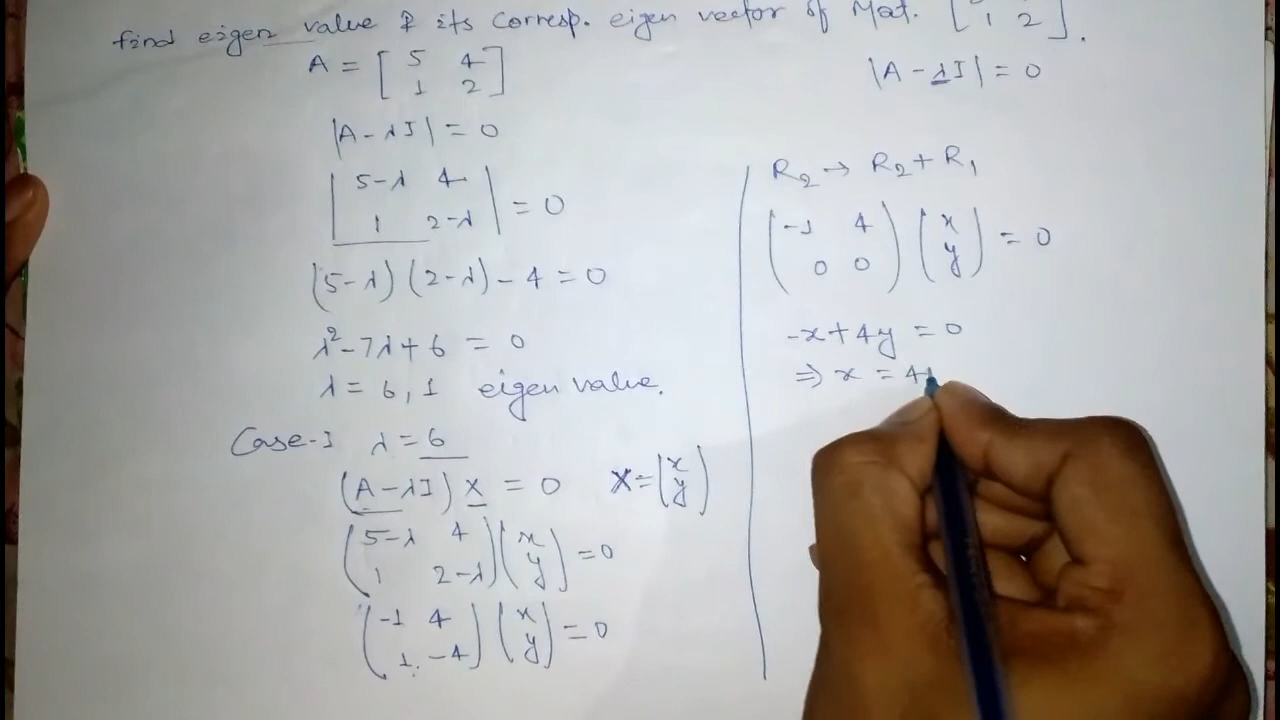 find eigen value & its corresp. eigen vector of Mat. [ 1 2 ].
A = [ 5 4
1 2 ]
|A - λI| = 0
| 5-λ 4
1 2-λ | = 0
(5-λ) (2-λ) - 4 = 0
λ² - 7λ + 6 = 0
λ = 6, 1 eigen value.
Case-I λ = 6
(A - λI) X = 0 X = ( x
y )
( 5-λ 4
1 2-λ ) ( x
y ) = 0
( -1 4
1. -4 ) ( x
y ) = 0
|A - λI| = 0
R₂ → R₂ + R₁
( -1 4
0 0 ) ( x
y ) = 0
-x + 4y = 0
⇒ x = 4